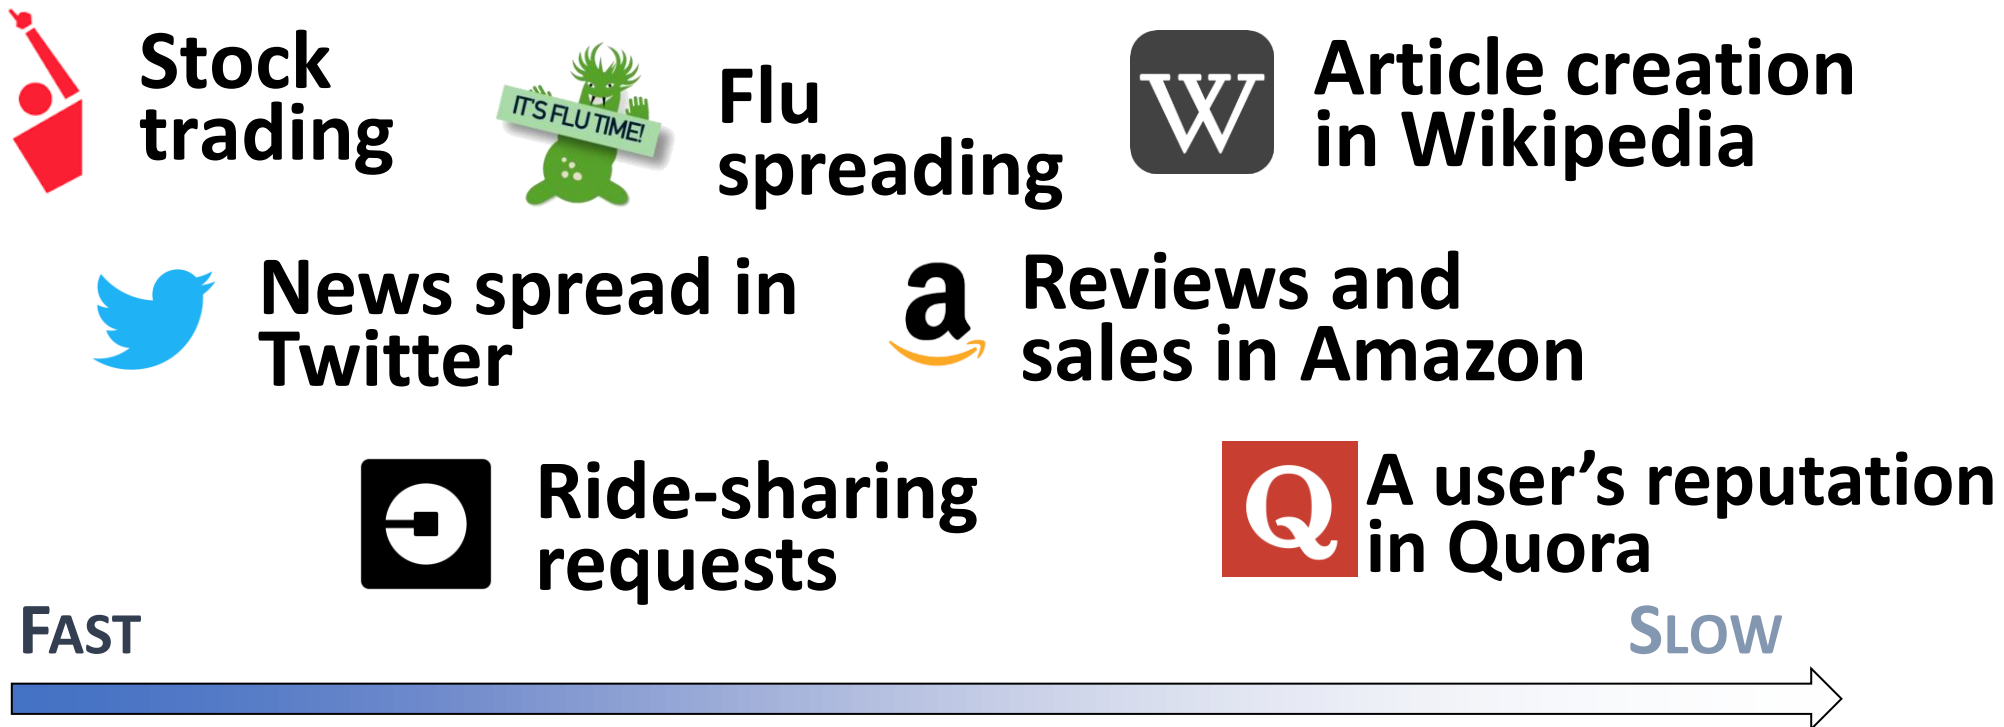 Stock
trading
IT'S FLU TIME!
Flu
spreading
W
Article creation
in Wikipedia
News spread in
Twitter
a
Reviews and
sales in Amazon
Ride-sharing
requests
Q
A user’s reputation
in Quora
FAST
SLOW